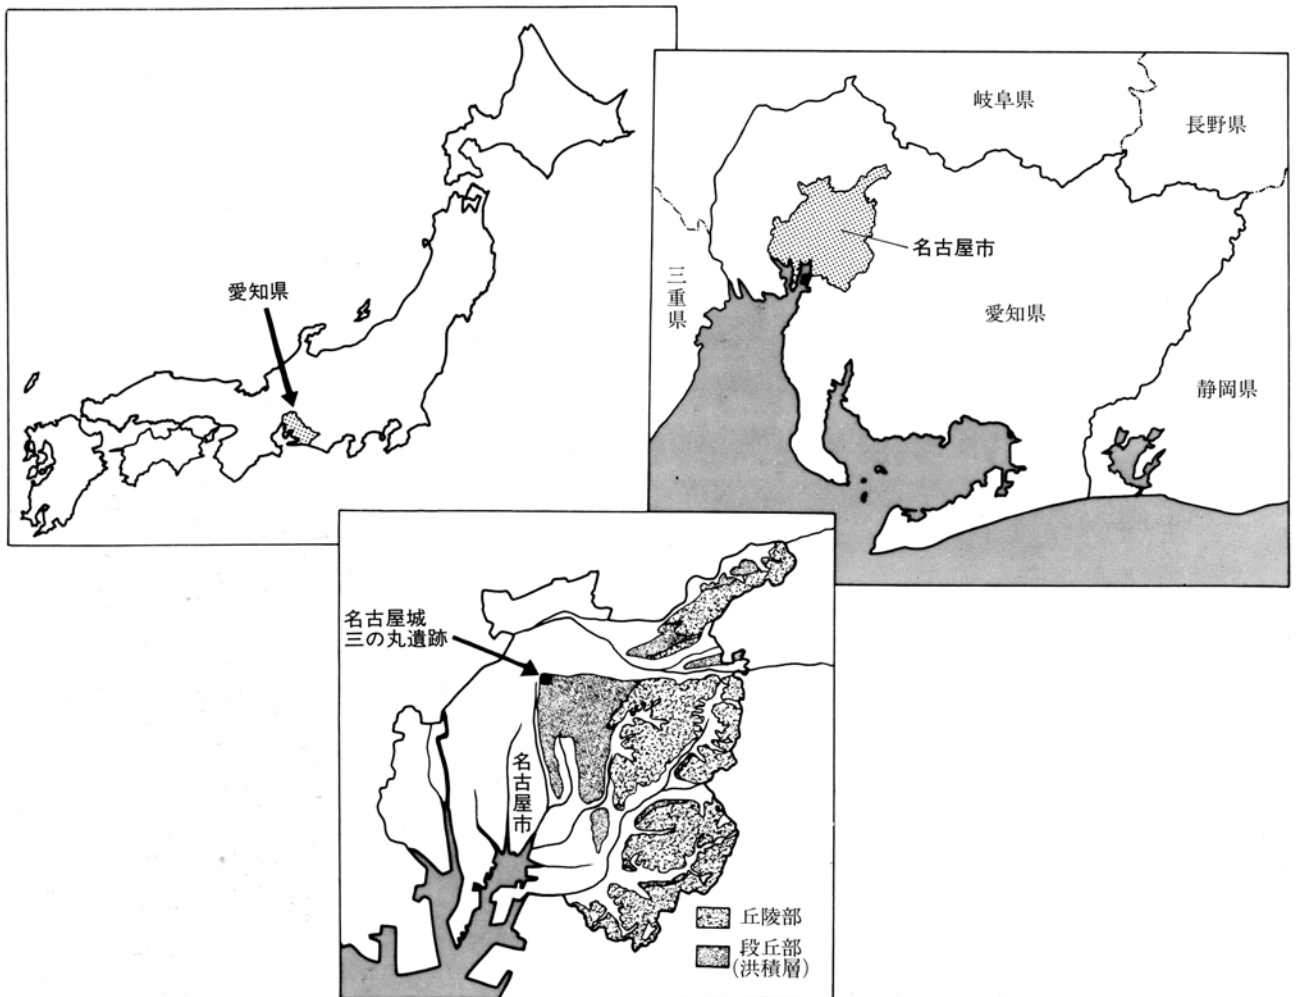 愛知県
岐阜県
長野県
名古屋市
三重県
愛知県
静岡県
名古屋城
三の丸遺跡
名古屋市
丘陵部
段丘部
(洪積層)